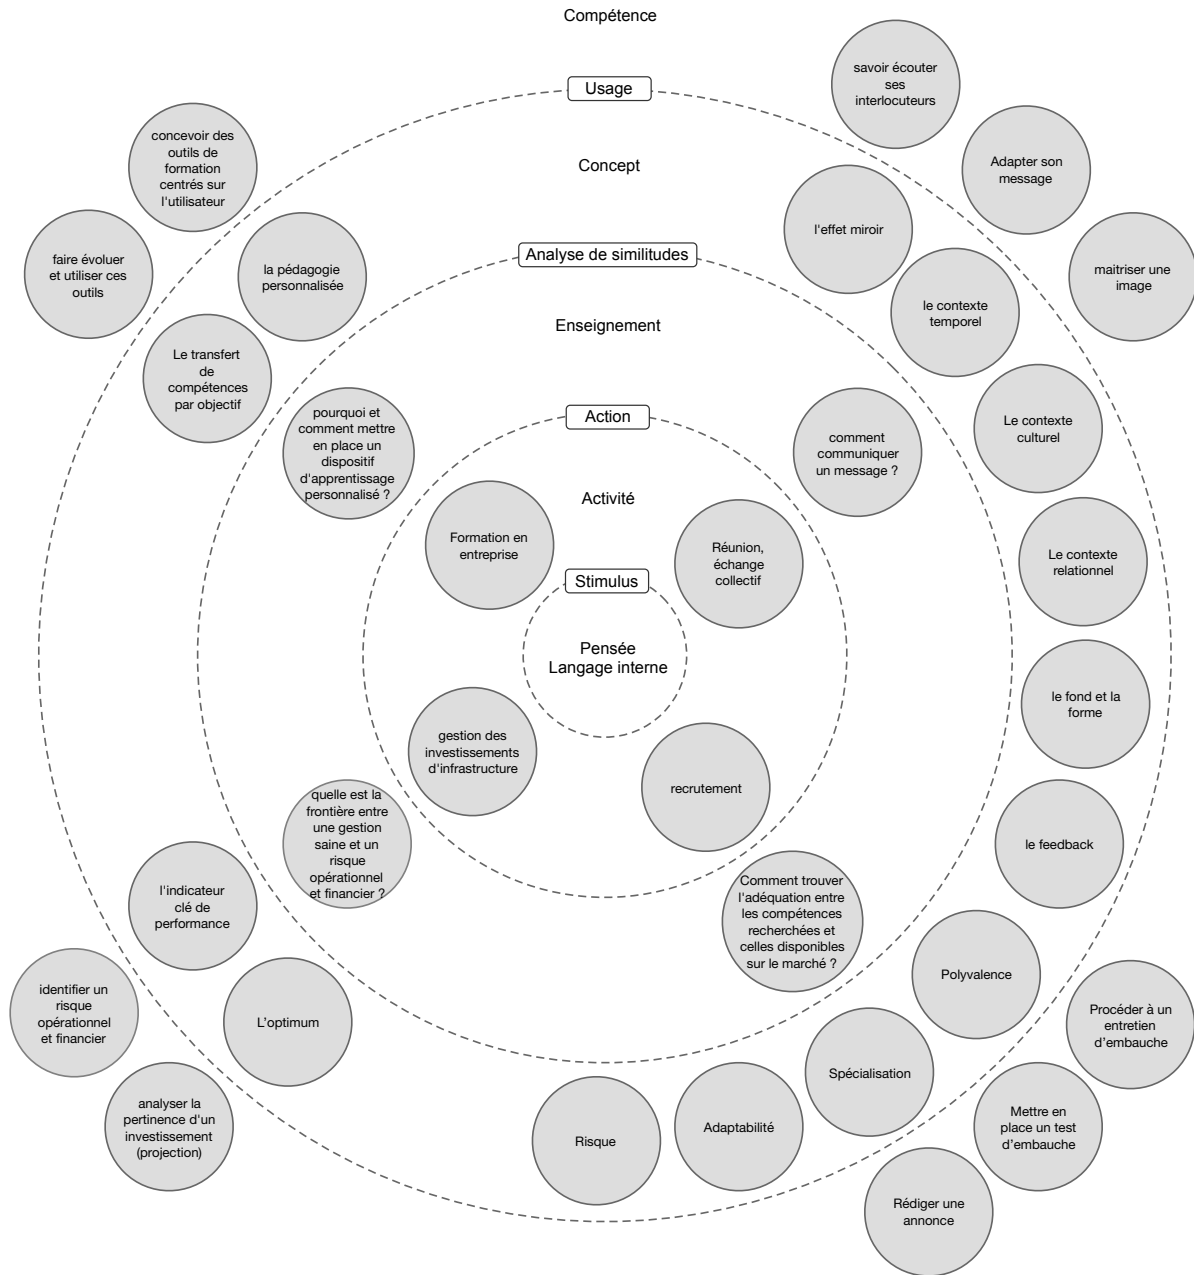 Compétence
savoir écouter
ses
interlocuteurs
Usage
concevoir des
outils de
formation
centrés sur
l'utilisateur
Concept
Adapter son
message
l'effet miroir
faire évoluer
et utiliser ces
outils
la pédagogie
personnalisée
Analyse de similitudes
maitriser une
image
le contexte
temporel
Enseignement
Le transfert
de
compétences
par objectif
pourquoi et
comment mettre
en place un
dispositif
d'apprentissage
personnalisé ?
Action
comment
communiquer
un message ?
Le contexte
culturel
Activité
Formation en
entreprise
Réunion,
échange
collectif
Le contexte
relationnel
Stimulus
Pensée
Langage interne
le fond et la
forme
gestion des
investissements
d'infrastructure
recrutement
quelle est la
frontière entre
une gestion
saine et un
risque
opérationnel
et financier ?
le feedback
l'indicateur
clé de
performance
Comment trouver
l'adéquation entre
les compétences
recherchées et
celles disponibles
sur le marché ?
Polyvalence
identifier un
risque
opérationnel
et financier
L'optimum
Procéder à un
entretien
d'embauche
Spécialisation
analyser la
pertinence d'un
investissement
(projection)
Risque
Adaptabilité
Mettre en
place un test
d'embauche
Rédiger une
annonce